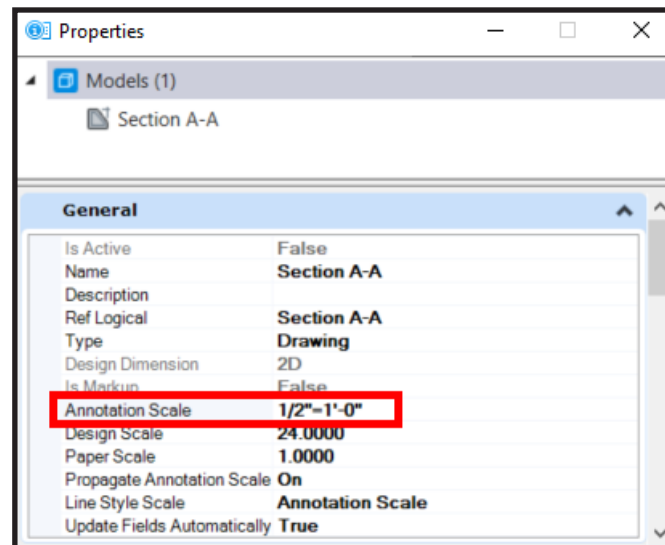 Properties
Models (1)
Section A-A
General
Is Active False
Name Section A-A
Description
Ref Logical Section A-A
Type Drawing
Design Dimension 2D
Is Markup False
Annotation Scale 1/2"=1'-0"
Design Scale 24.0000
Paper Scale 1.0000
Propagate Annotation Scale On
Line Style Scale Annotation Scale
Update Fields Automatically True